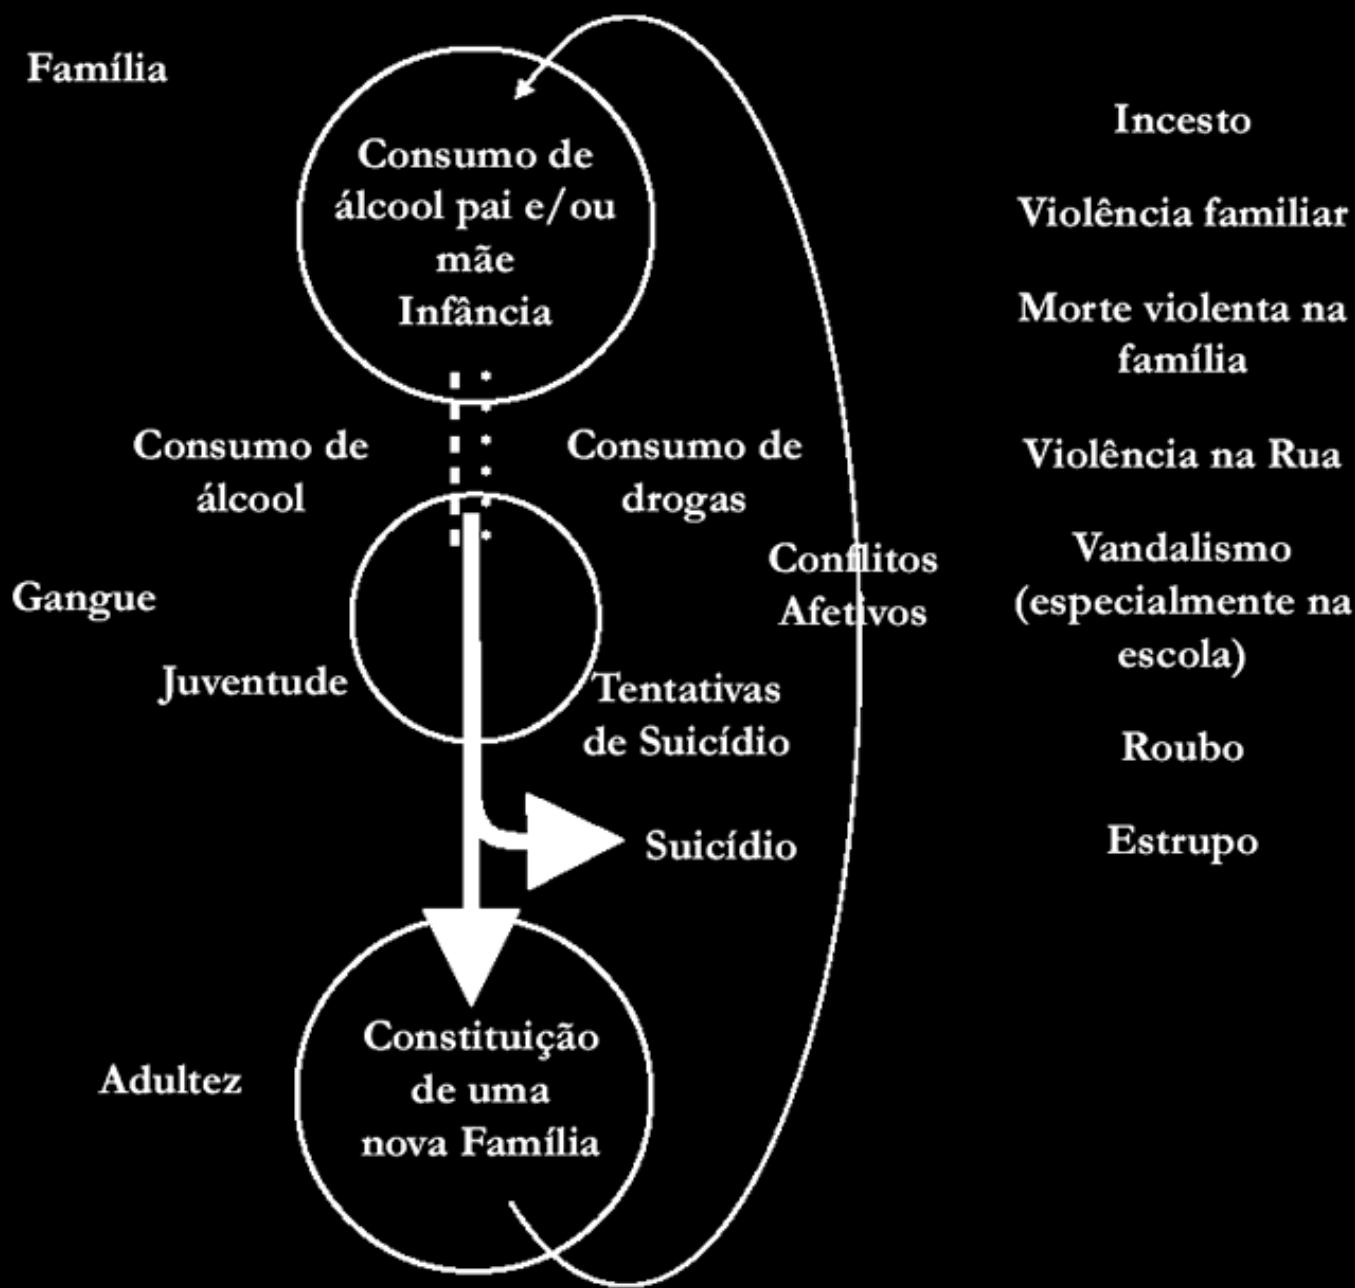 Família
Consumo de
álcool pai e/ou
mãe
Infância
Consumo de
álcool
Consumo de
drogas
Gangue
Juventude
Conflitos
Afetivos
Tentativas
de Suicídio
Suicídio
Adultez
Constituição
de uma
nova Família
Incesto
Violência familiar
Morte violenta na
família
Violência na Rua
Vandalismo
(especialmente na
escola)
Roubo
Estrupo